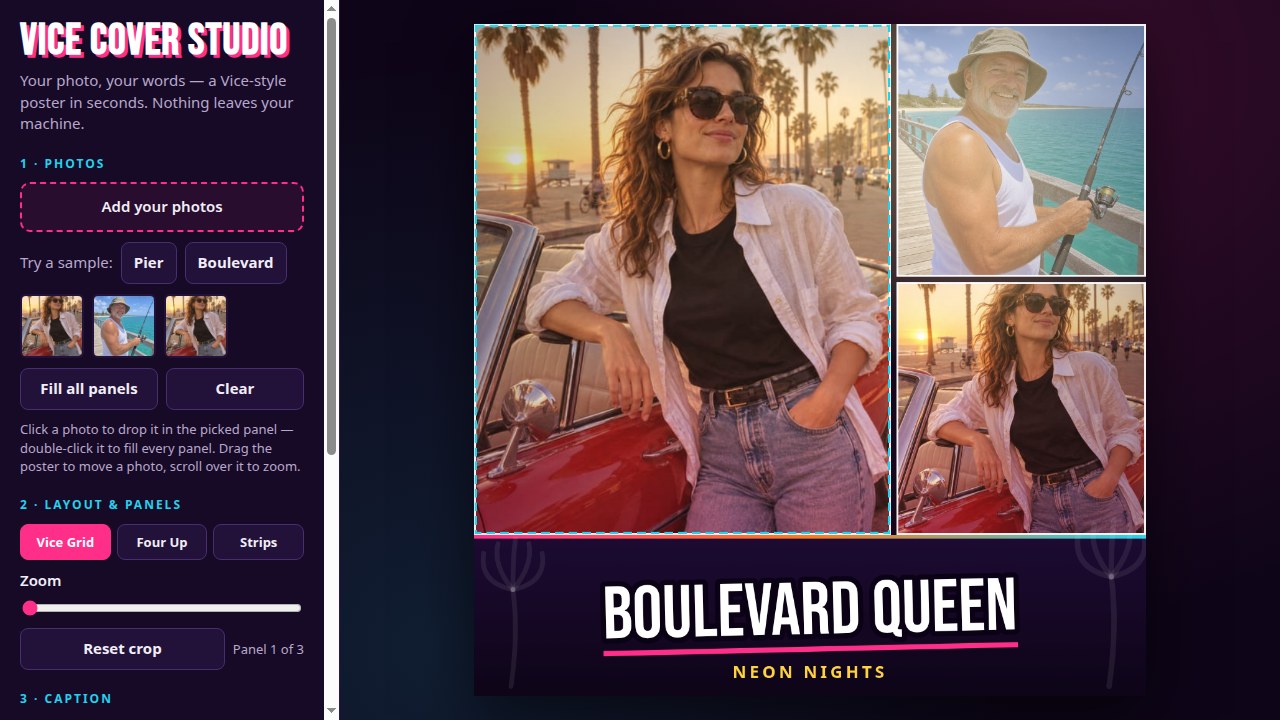 VICE COVER STUDIO
Your photo, your words — a Vice-style
poster in seconds. Nothing leaves your
machine.
1 · PHOTOS
Add your photos
Try a sample:
Pier
Boulevard
Fill all panels
Clear
Click a photo to drop it in the picked panel —
double-click it to fill every panel. Drag the
poster to move a photo, scroll over it to zoom.
2 · LAYOUT & PANELS
Vice Grid
Four Up
Strips
Zoom
Reset crop
Panel 1 of 3
3 · CAPTION
BOULEVARD QUEEN
NEON NIGHTS